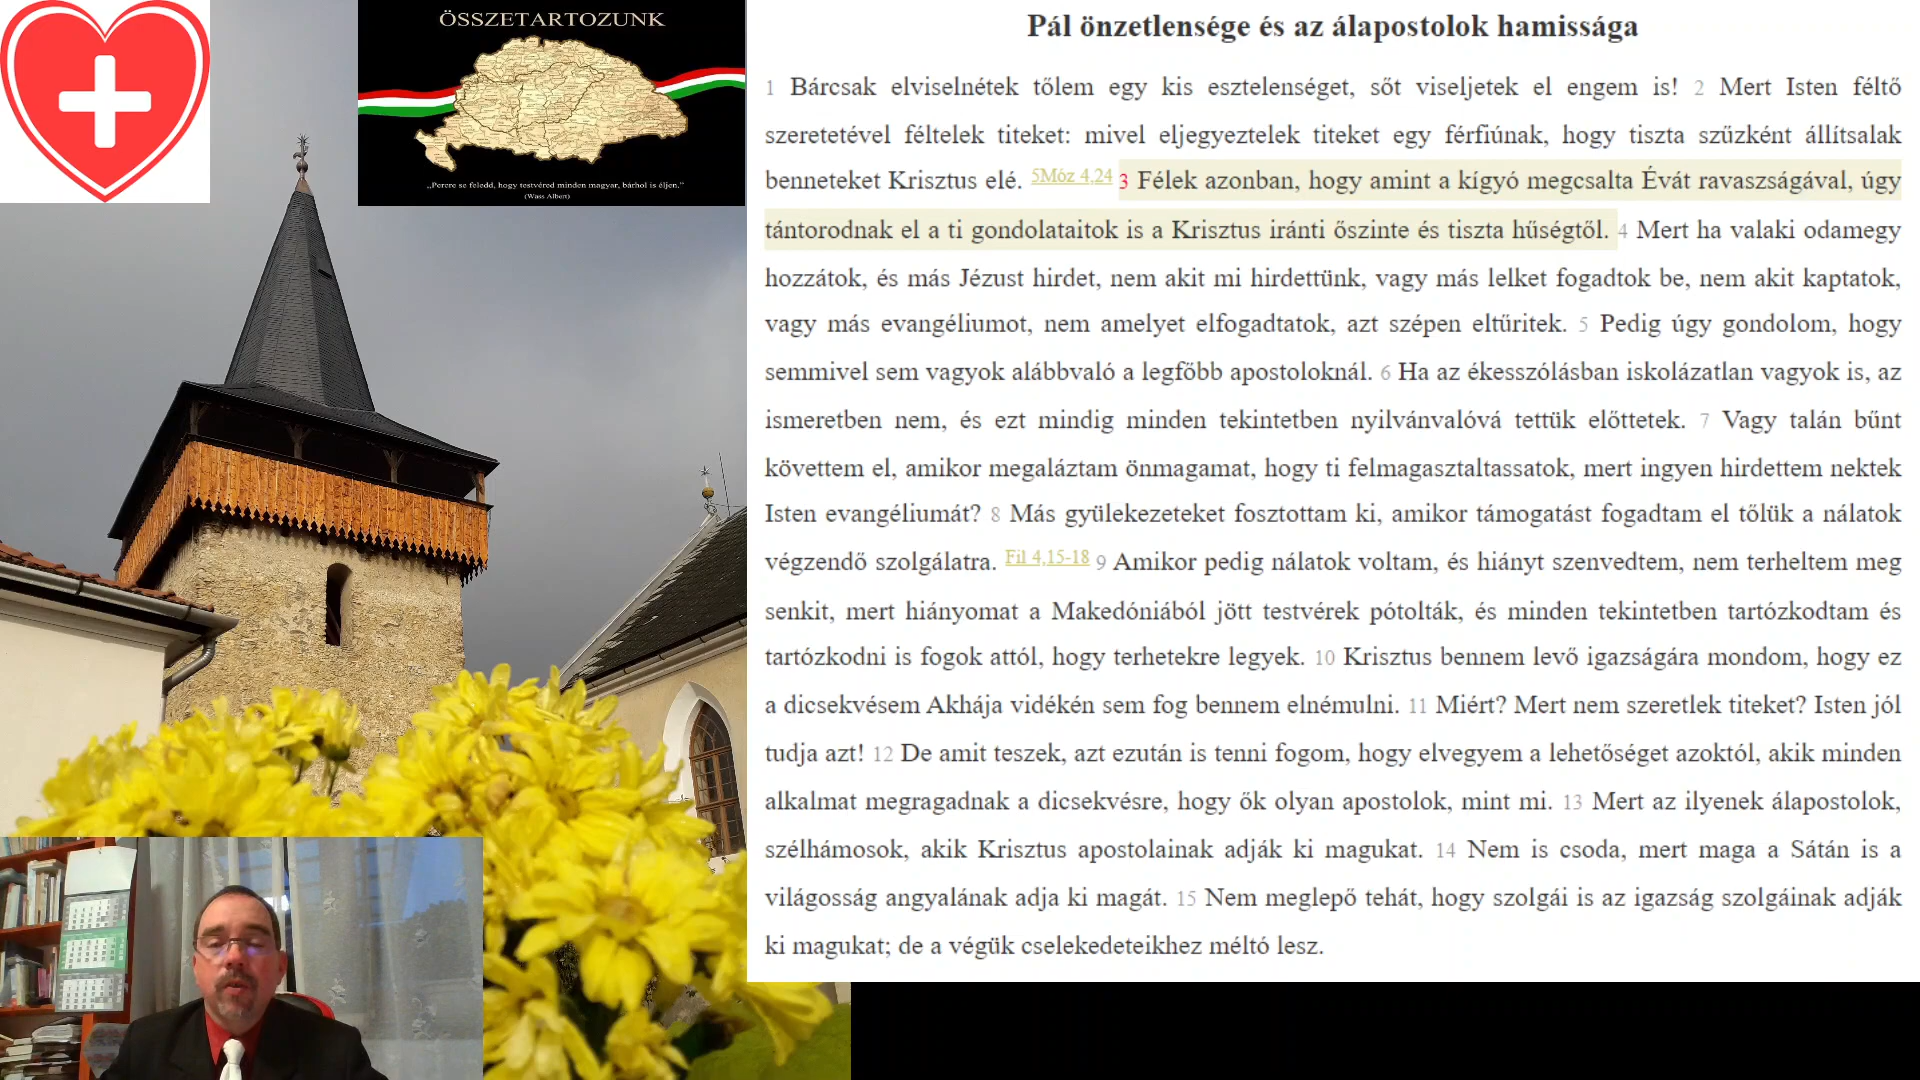 ÖSSZETARTOZUNK
„Persze se feledd, hogy testvéred minden magyar, bárhol is éljen.”
(Wass Albert)
Pál önzetlensége és az álapostolok hamissága
1 Bárcsak elviselnétek tőlem egy kis esztelenséget, sőt viseljetek el engem is! 2 Mert Isten féltő
szeretetével féltelek titeket: mivel eljegyeztelek titeket egy férfiúnak, hogy tiszta szűzként állítsalak
benneteket Krisztus elé. 5Móz 4,24 3 Félek azonban, hogy amint a kígyó megcsalta Évát ravaszságával, úgy
tántorodnak el a ti gondolataitok is a Krisztus iránti őszinte és tiszta hűségtől. 4 Mert ha valaki odamegy
hozzátok, és más Jézust hirdet, nem akit mi hirdettünk, vagy más lelket fogadtok be, nem akit kaptatok,
vagy más evangéliumot, nem amelyet elfogadtatok, azt szépen eltűritek. 5 Pedig úgy gondolom, hogy
semmivel sem vagyok alábbvaló a legfőbb apostoloknál. 6 Ha az ékesszólásban iskolázatlan vagyok is, az
ismeretben nem, és ezt mindig minden tekintetben nyilvánvalóvá tettük előttetek. 7 Vagy talán bűnt
követtem el, amikor megaláztam önmagamat, hogy ti felmagasztaltassatok, mert ingyen hirdettem nektek
Isten evangéliumát? 8 Más gyülekezeteket fosztottam ki, amikor támogatást fogadtam el tőlük a nálatok
végzendő szolgálatra. Fil 4,15-18 9 Amikor pedig nálatok voltam, és hiányt szenvedtem, nem terheltem meg
senkit, mert hiányomat a Makedóniából jött testvérek pótolták, és minden tekintetben tartózkodtam és
tartózkodni is fogok attól, hogy terhetekre legyek. 10 Krisztus bennem levő igazságára mondom, hogy ez
a dicsekvésem Akhája vidékén sem fog bennem elnémulni. 11 Miért? Mert nem szeretlek titeket? Isten jól
tudja azt! 12 De amit teszek, azt ezután is tenni fogom, hogy elvegyem a lehetőséget azoktól, akik minden
alkalmat megragadnak a dicsekvésre, hogy ők olyan apostolok, mint mi. 13 Mert az ilyenek álapostolok,
szélhámosok, akik Krisztus apostolainak adják ki magukat. 14 Nem is csoda, mert maga a Sátán is a
világosság angyalának adja ki magát. 15 Nem meglepő tehát, hogy szolgái is az igazság szolgáinak adják
ki magukat; de a végük cselekedeteikhez méltó lesz.